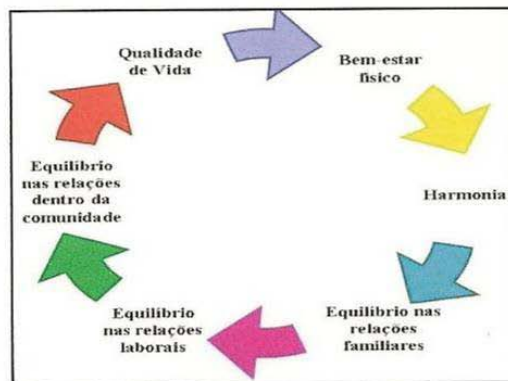 Qualidade
de Vida
Bem-estar
físico
Harmonia
Equilíbrio nas
relações
familiares
Equilíbrio
nas relações
laborais
Equilíbrio
nas relações
dentro da
comunidade